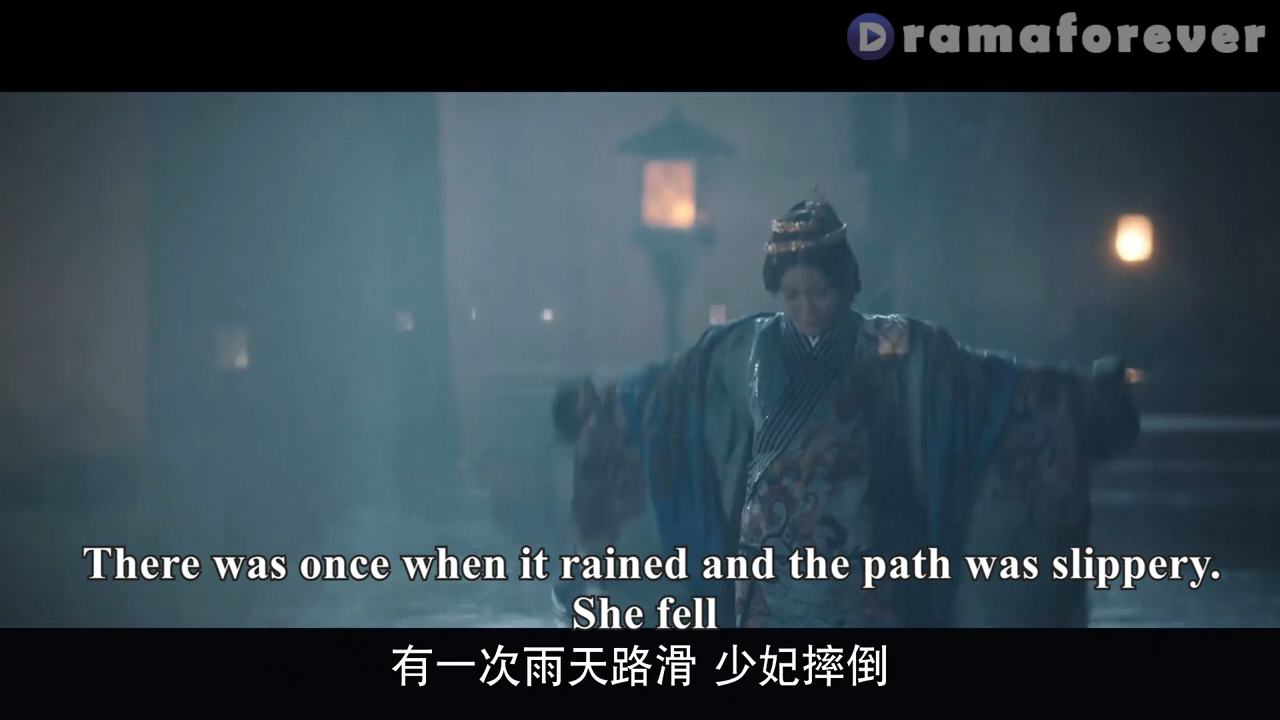 Dramaforever
There was once when it rained and the path was slippery.
She fell
有一次雨天路滑 少妃摔倒